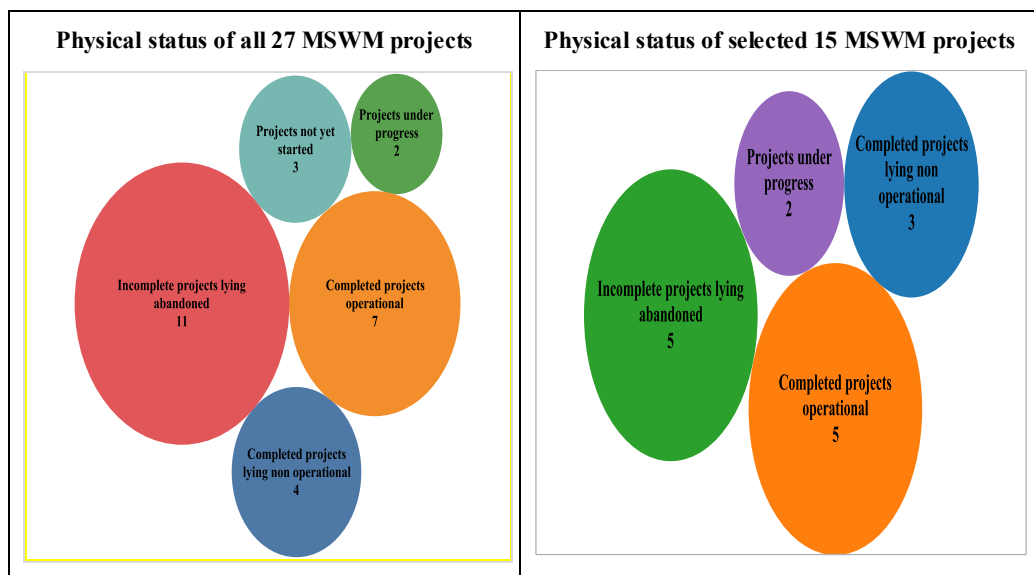 Physical status of all 27 MSWM projects
Projects not yet
started
3
Projects under
progress
2
Incomplete projects lying
abandoned
11
Completed projects
operational
7
Completed projects
lying non operational
4
Physical status of selected 15 MSWM projects
Projects under
progress
2
Completed projects
lying non
operational
3
Incomplete projects lying
abandoned
5
Completed projects
operational
5